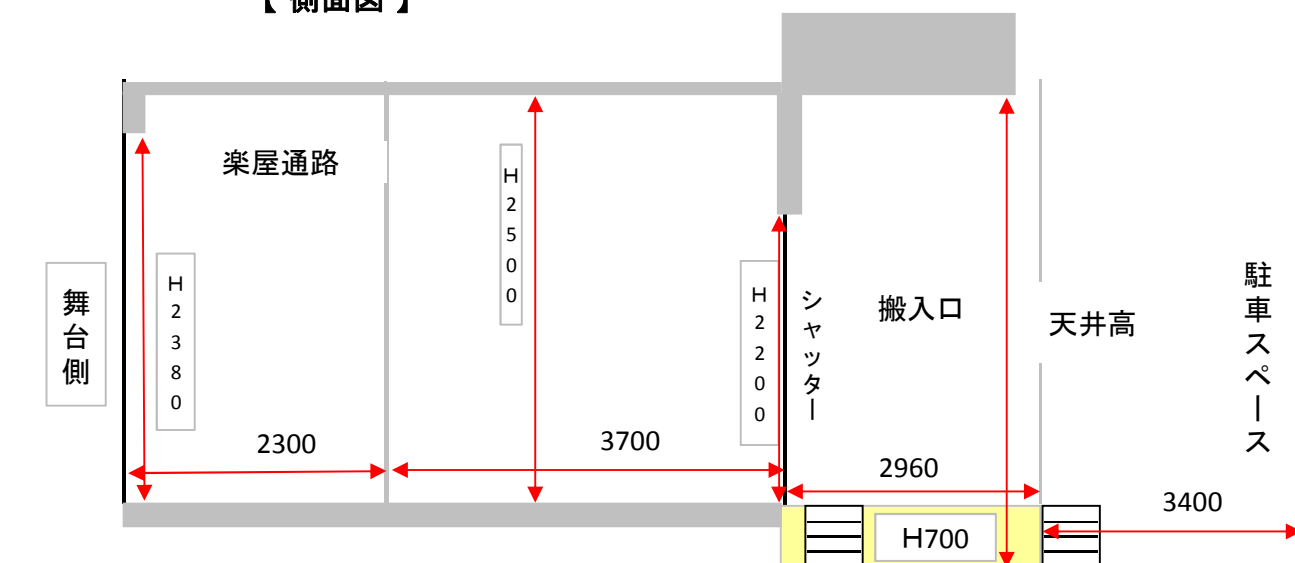 【 側面図 】
楽屋通路
舞台側
H2380
H2500
H2200
シャッター
搬入口
天井高
駐車スペース
2300
3700
2960
3400
H700